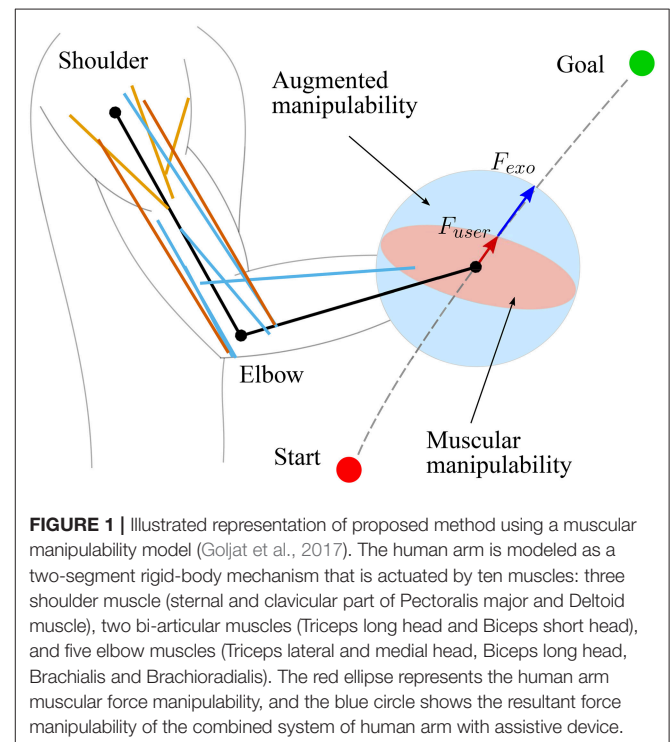 Shoulder
Goal
Augmented
manipulability
F_exo
F_user
Elbow
Start
Muscular
manipulability
FIGURE 1 | Illustrated representation of proposed method using a muscular
manipulability model (Goljat et al., 2017). The human arm is modeled as a
two-segment rigid-body mechanism that is actuated by ten muscles: three
shoulder muscle (sternal and clavicular part of Pectoralis major and Deltoid
muscle), two bi-articular muscles (Triceps long head and Biceps short head),
and five elbow muscles (Triceps lateral and medial head, Biceps long head,
Brachialis and Brachioradialis). The red ellipse represents the human arm
muscular force manipulability, and the blue circle shows the resultant force
manipulability of the combined system of human arm with assistive device.